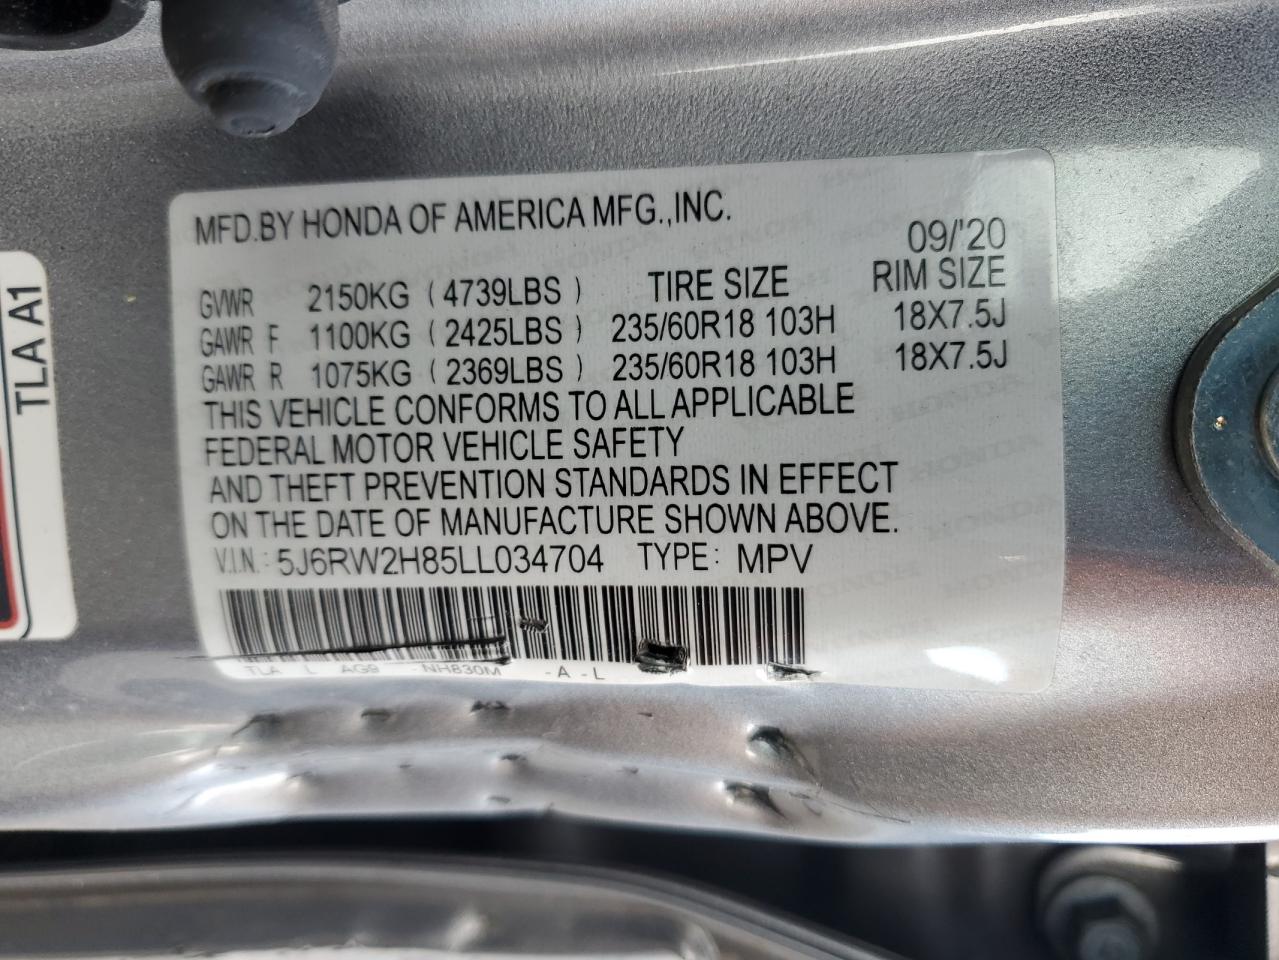 MFD.BY HONDA OF AMERICA MFG.,INC.
09/'20
GVWR 2150KG ( 4739LBS ) TIRE SIZE RIM SIZE
GAWR F 1100KG ( 2425LBS ) 235/60R18 103H 18X7.5J
GAWR R 1075KG ( 2369LBS ) 235/60R18 103H 18X7.5J
THIS VEHICLE CONFORMS TO ALL APPLICABLE
FEDERAL MOTOR VEHICLE SAFETY
AND THEFT PREVENTION STANDARDS IN EFFECT
ON THE DATE OF MANUFACTURE SHOWN ABOVE.
V.I.N.: 5J6RW2H85LL034704 TYPE: MPV
TLA L AG9 -NH830M -A-L
TLA A1